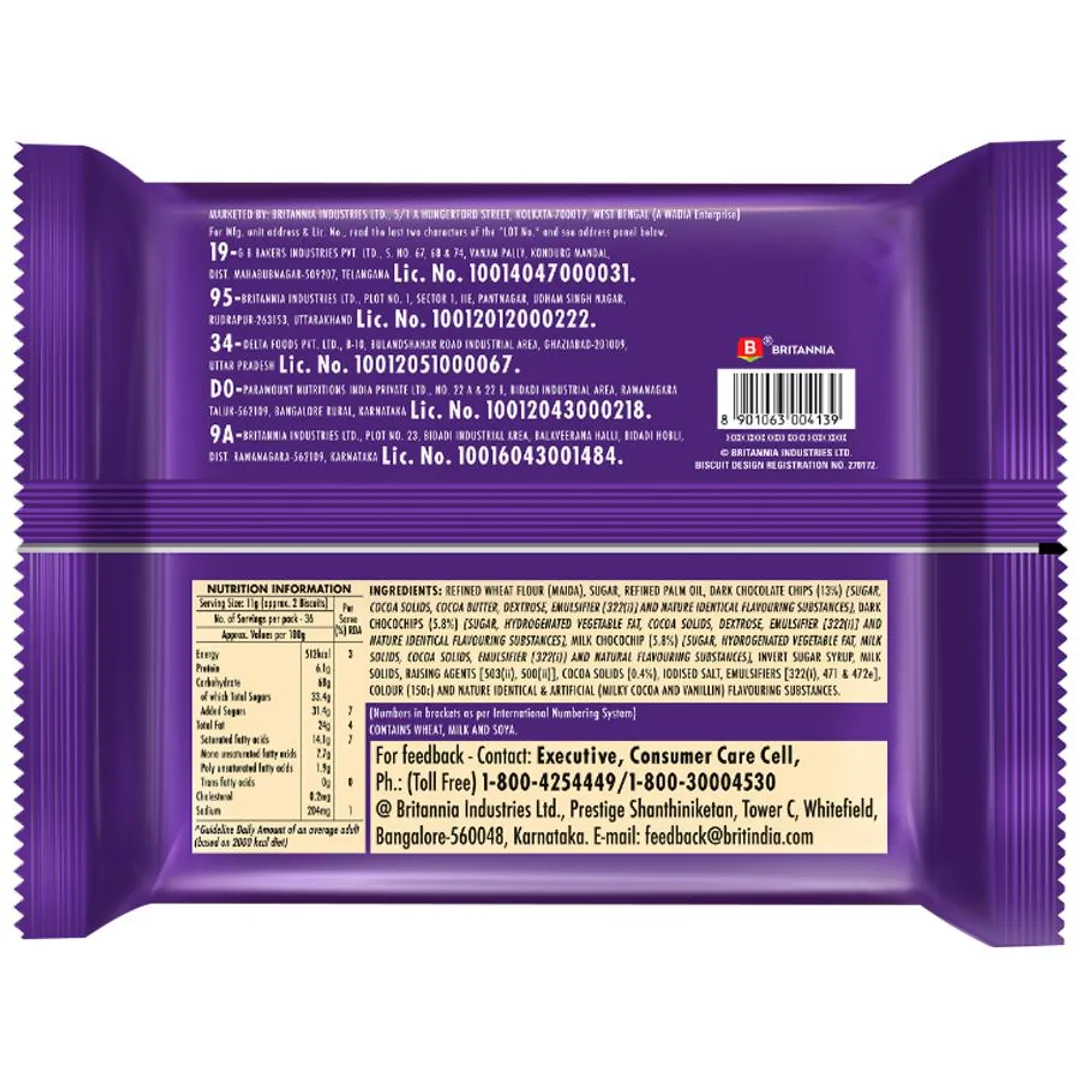 MARKETED BY: BRITANNIA INDUSTRIES LTD., 5/1 A HUNGERFORD STREET, KOLKATA-700017, WEST BENGAL (A WADIA Enterprise)
For Mfg. unit address & Lic. No., read the last two characters of the "LOT No." and see address panel below.
19-G B BAKERS INDUSTRIES PVT. LTD., S. NO. 67, 68 & 74, VANAM PALLY, KONDURG MANDAL,
DIST. MAHABUBNAGAR-509207, TELANGANA Lic. No. 10014047000031.
95-BRITANNIA INDUSTRIES LTD., PLOT NO. 1, SECTOR 1, IIE, PANTNAGAR, UDHAM SINGH NAGAR,
RUDRAPUR-263153, UTTARAKHAND Lic. No. 10012012000222.
34-DELTA FOODS PVT. LTD., B-10, BULANDSHAHAR ROAD INDUSTRIAL AREA, GHAZIABAD-201009,
UTTAR PRADESH Lic. No. 10012051000067.
D0-PARAMOUNT NUTRITIONS INDIA PRIVATE LTD., NO. 22 A & 22 B, BIDADI INDUSTRIAL AREA, RAMANAGARA
TALUK-562109, BANGALORE RURAL, KARNATAKA Lic. No. 10012043000218.
9A-BRITANNIA INDUSTRIES LTD., PLOT NO. 23, BIDADI INDUSTRIAL AREA, BALAVEERANA HALLI, BIDADI HOBLI,
DIST. RAMANAGARA-562109, KARNATAKA Lic. No. 10016043001484.
B® BRITANNIA
8 901063 004139
© BRITANNIA INDUSTRIES LTD.
BISCUIT DESIGN REGISTRATION NO. 270172.
NUTRITION INFORMATION
Serving Size: 11g (approx. 2 Biscuits)
No. of Servings per pack - 36
Approx. Values per 100g
Per
Serve
(%) RDA
Energy 512kcal 3
Protein 6.1g
Carbohydrate 68g
of which Total Sugars 33.4g
Added Sugars 31.4g 7
Total Fat 24g 4
Saturated fatty acids 14.1g 7
Mono unsaturated fatty acids 7.7g
Poly unsaturated fatty acids 1.9g
Trans fatty acids 0g 0
Cholesterol 0.2mg
Sodium 204mg 1
*Guideline Daily Amount of an average adult
(based on 2000 kcal diet)
INGREDIENTS: REFINED WHEAT FLOUR (MAIDA), SUGAR, REFINED PALM OIL, DARK CHOCOLATE CHIPS (13%) [SUGAR,
COCOA SOLIDS, COCOA BUTTER, DEXTROSE, EMULSIFIER [322(i)] AND NATURE IDENTICAL FLAVOURING SUBSTANCES], DARK
CHOCOCHIPS (5.8%) [SUGAR, HYDROGENATED VEGETABLE FAT, COCOA SOLIDS, DEXTROSE, EMULSIFIER [322(i)] AND
NATURE IDENTICAL FLAVOURING SUBSTANCES], MILK CHOCOCHIP (5.8%) [SUGAR, HYDROGENATED VEGETABLE FAT, MILK
SOLIDS, COCOA SOLIDS, EMULSIFIER [322(i)] AND NATURAL FLAVOURING SUBSTANCES], INVERT SUGAR SYRUP, MILK
SOLIDS, RAISING AGENTS [503(ii), 500(ii)], COCOA SOLIDS (0.4%), IODISED SALT, EMULSIFIERS [322(i), 471 & 472e],
COLOUR (150c) AND NATURE IDENTICAL & ARTIFICIAL (MILKY COCOA AND VANILLIN) FLAVOURING SUBSTANCES.
(Numbers in brackets as per International Numbering System)
CONTAINS WHEAT, MILK AND SOYA.
For feedback - Contact: Executive, Consumer Care Cell,
Ph.: (Toll Free) 1-800-4254449/1-800-30004530
@ Britannia Industries Ltd., Prestige Shanthiniketan, Tower C, Whitefield,
Bangalore-560048, Karnataka. E-mail: feedback@britindia.com